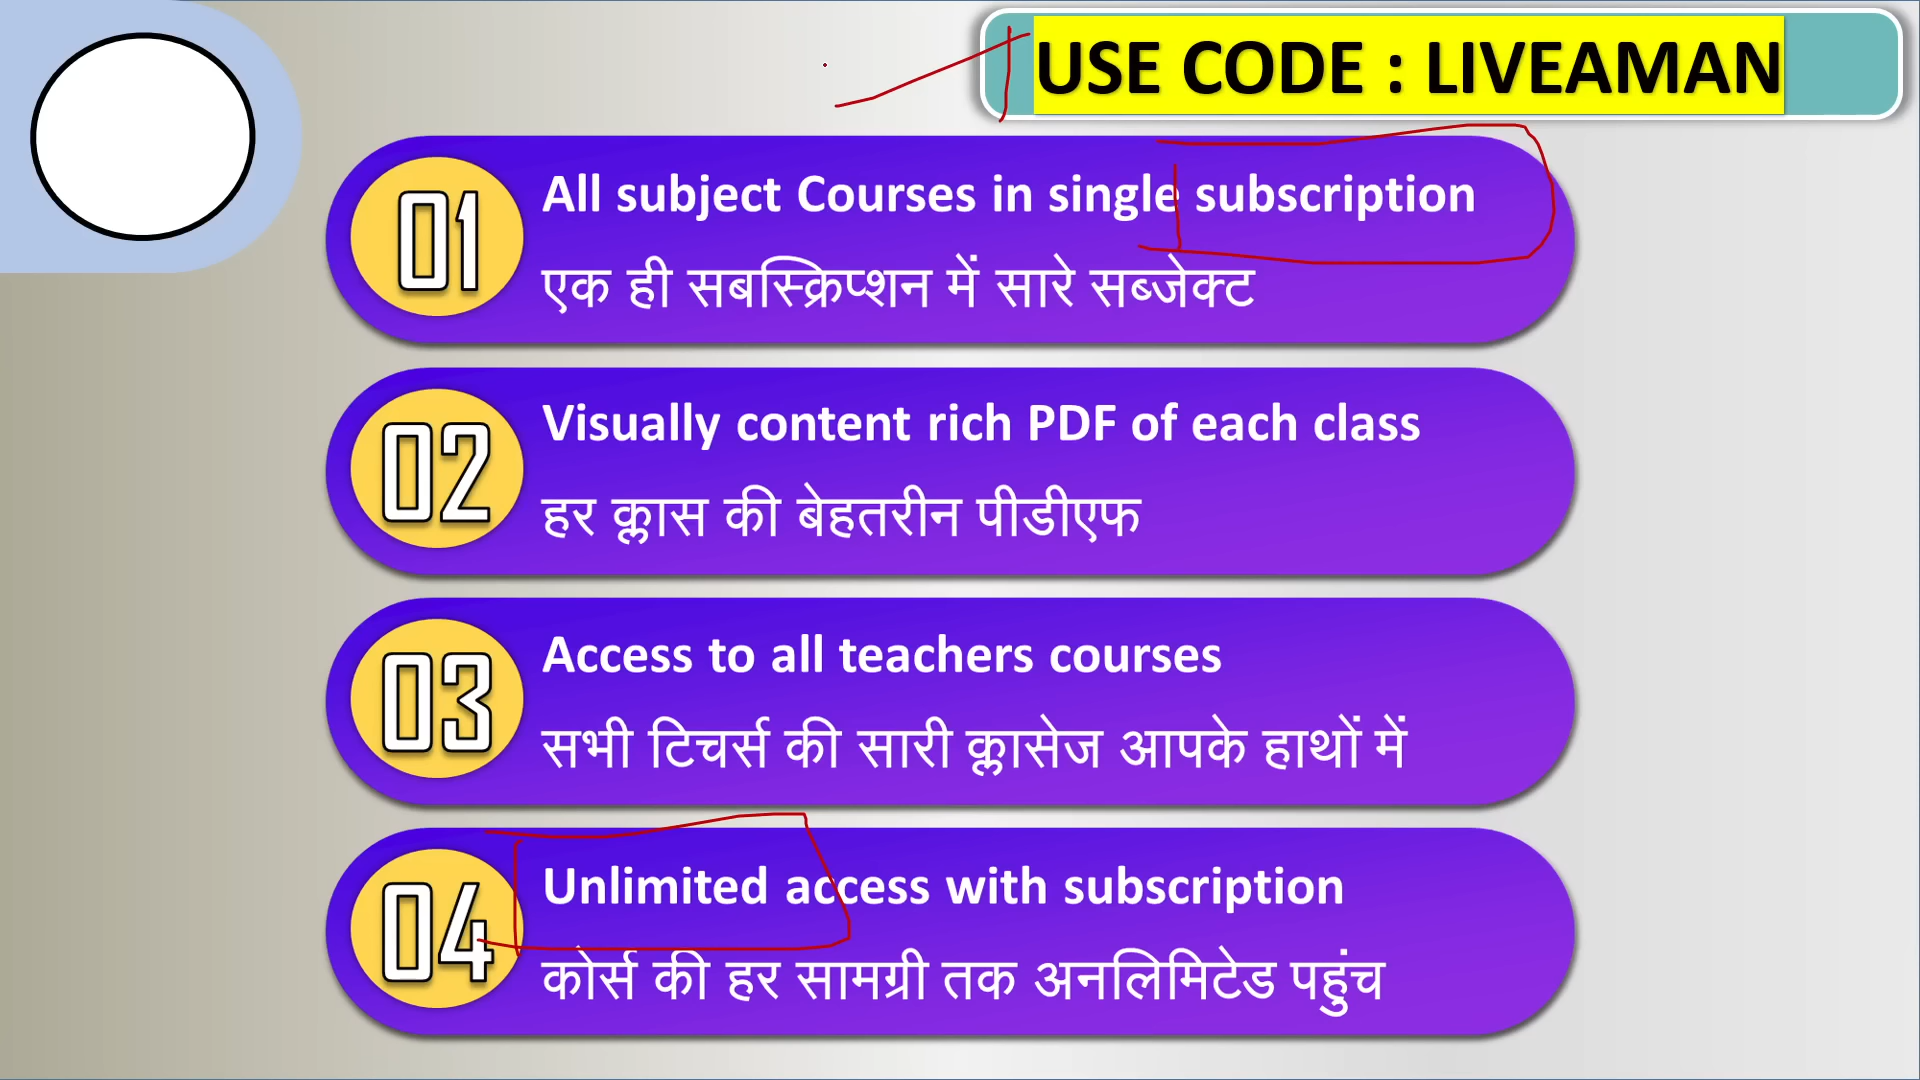 USE CODE : LIVEAMAN
01
All subject Courses in single subscription
एक ही सबस्क्रिप्शन में सारे सब्जेक्ट
02
Visually content rich PDF of each class
हर क्लास की बेहतरीन पीडीएफ
03
Access to all teachers courses
सभी टिचर्स की सारी क्लासेज आपके हाथों में
04
Unlimited access with subscription
कोर्स की हर सामग्री तक अनलिमिटेड पहुंच